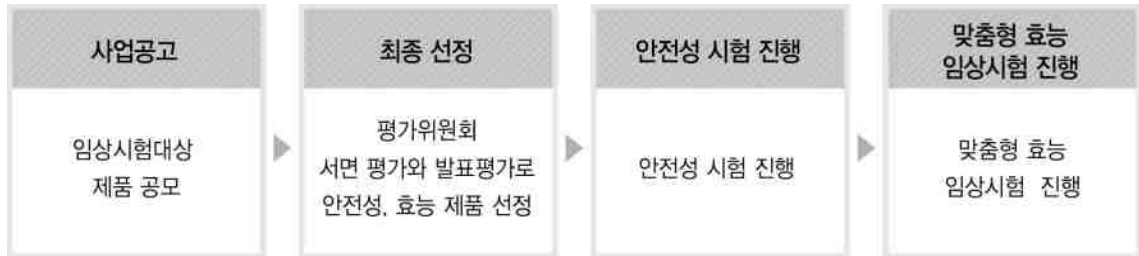 사업공고
임상시험대상
제품 공모
최종 선정
평가위원회
서면 평가와 발표평가로
안전성, 효능 제품 선정
안전성 시험 진행
안전성 시험 진행
맞춤형 효능
임상시험 진행
맞춤형 효능
임상시험 진행